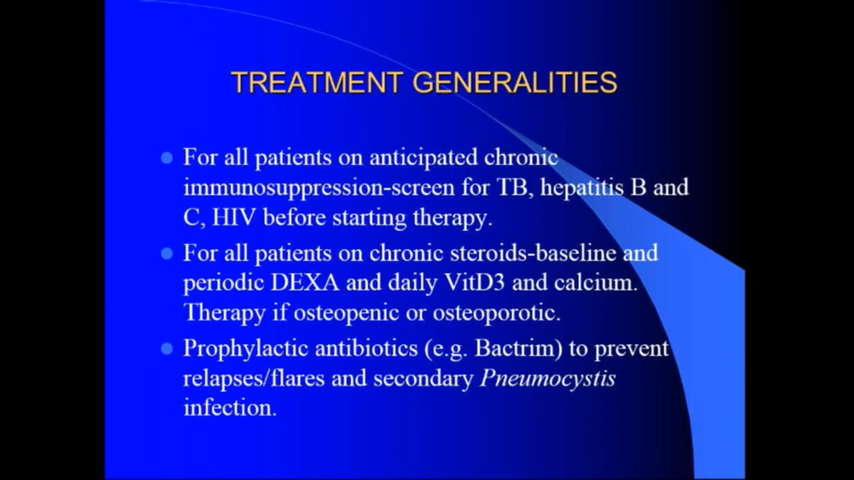 TREATMENT GENERALITIES
For all patients on anticipated chronic
immunosuppression-screen for TB, hepatitis B and
C, HIV before starting therapy.
For all patients on chronic steroids-baseline and
periodic DEXA and daily VitD3 and calcium.
Therapy if osteopenic or osteoporotic.
Prophylactic antibiotics (e.g. Bactrim) to prevent
relapses/flares and secondary Pneumocystis
infection.